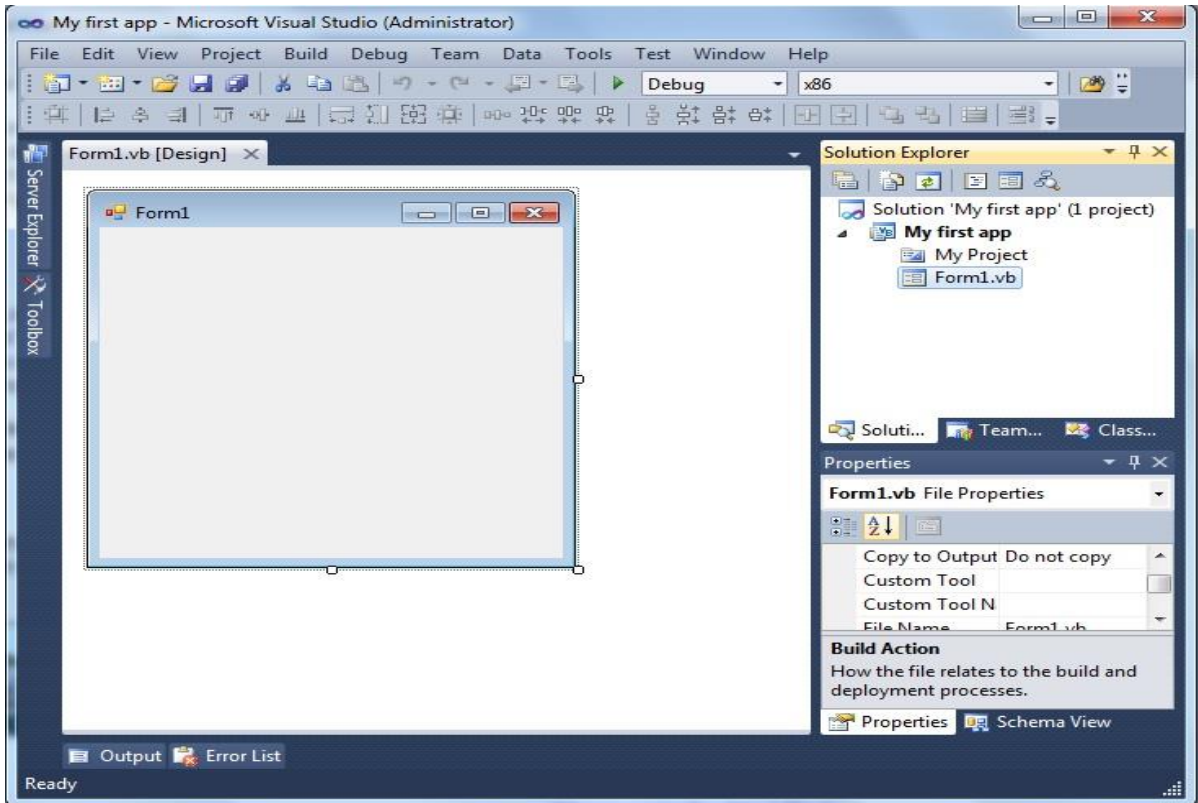 My first app - Microsoft Visual Studio (Administrator)
File Edit View Project Build Debug Team Data Tools Test Window Help
Debug x86
Server Explorer
Toolbox
Form1.vb [Design]
Form1
Solution Explorer
Solution 'My first app' (1 project)
My first app
My Project
Form1.vb
Soluti... Team... Class...
Properties
Form1.vb File Properties
Copy to Output Do not copy
Custom Tool
Custom Tool N
File Name Form1.vb
Build Action
How the file relates to the build and
deployment processes.
Properties Schema View
Output Error List
Ready